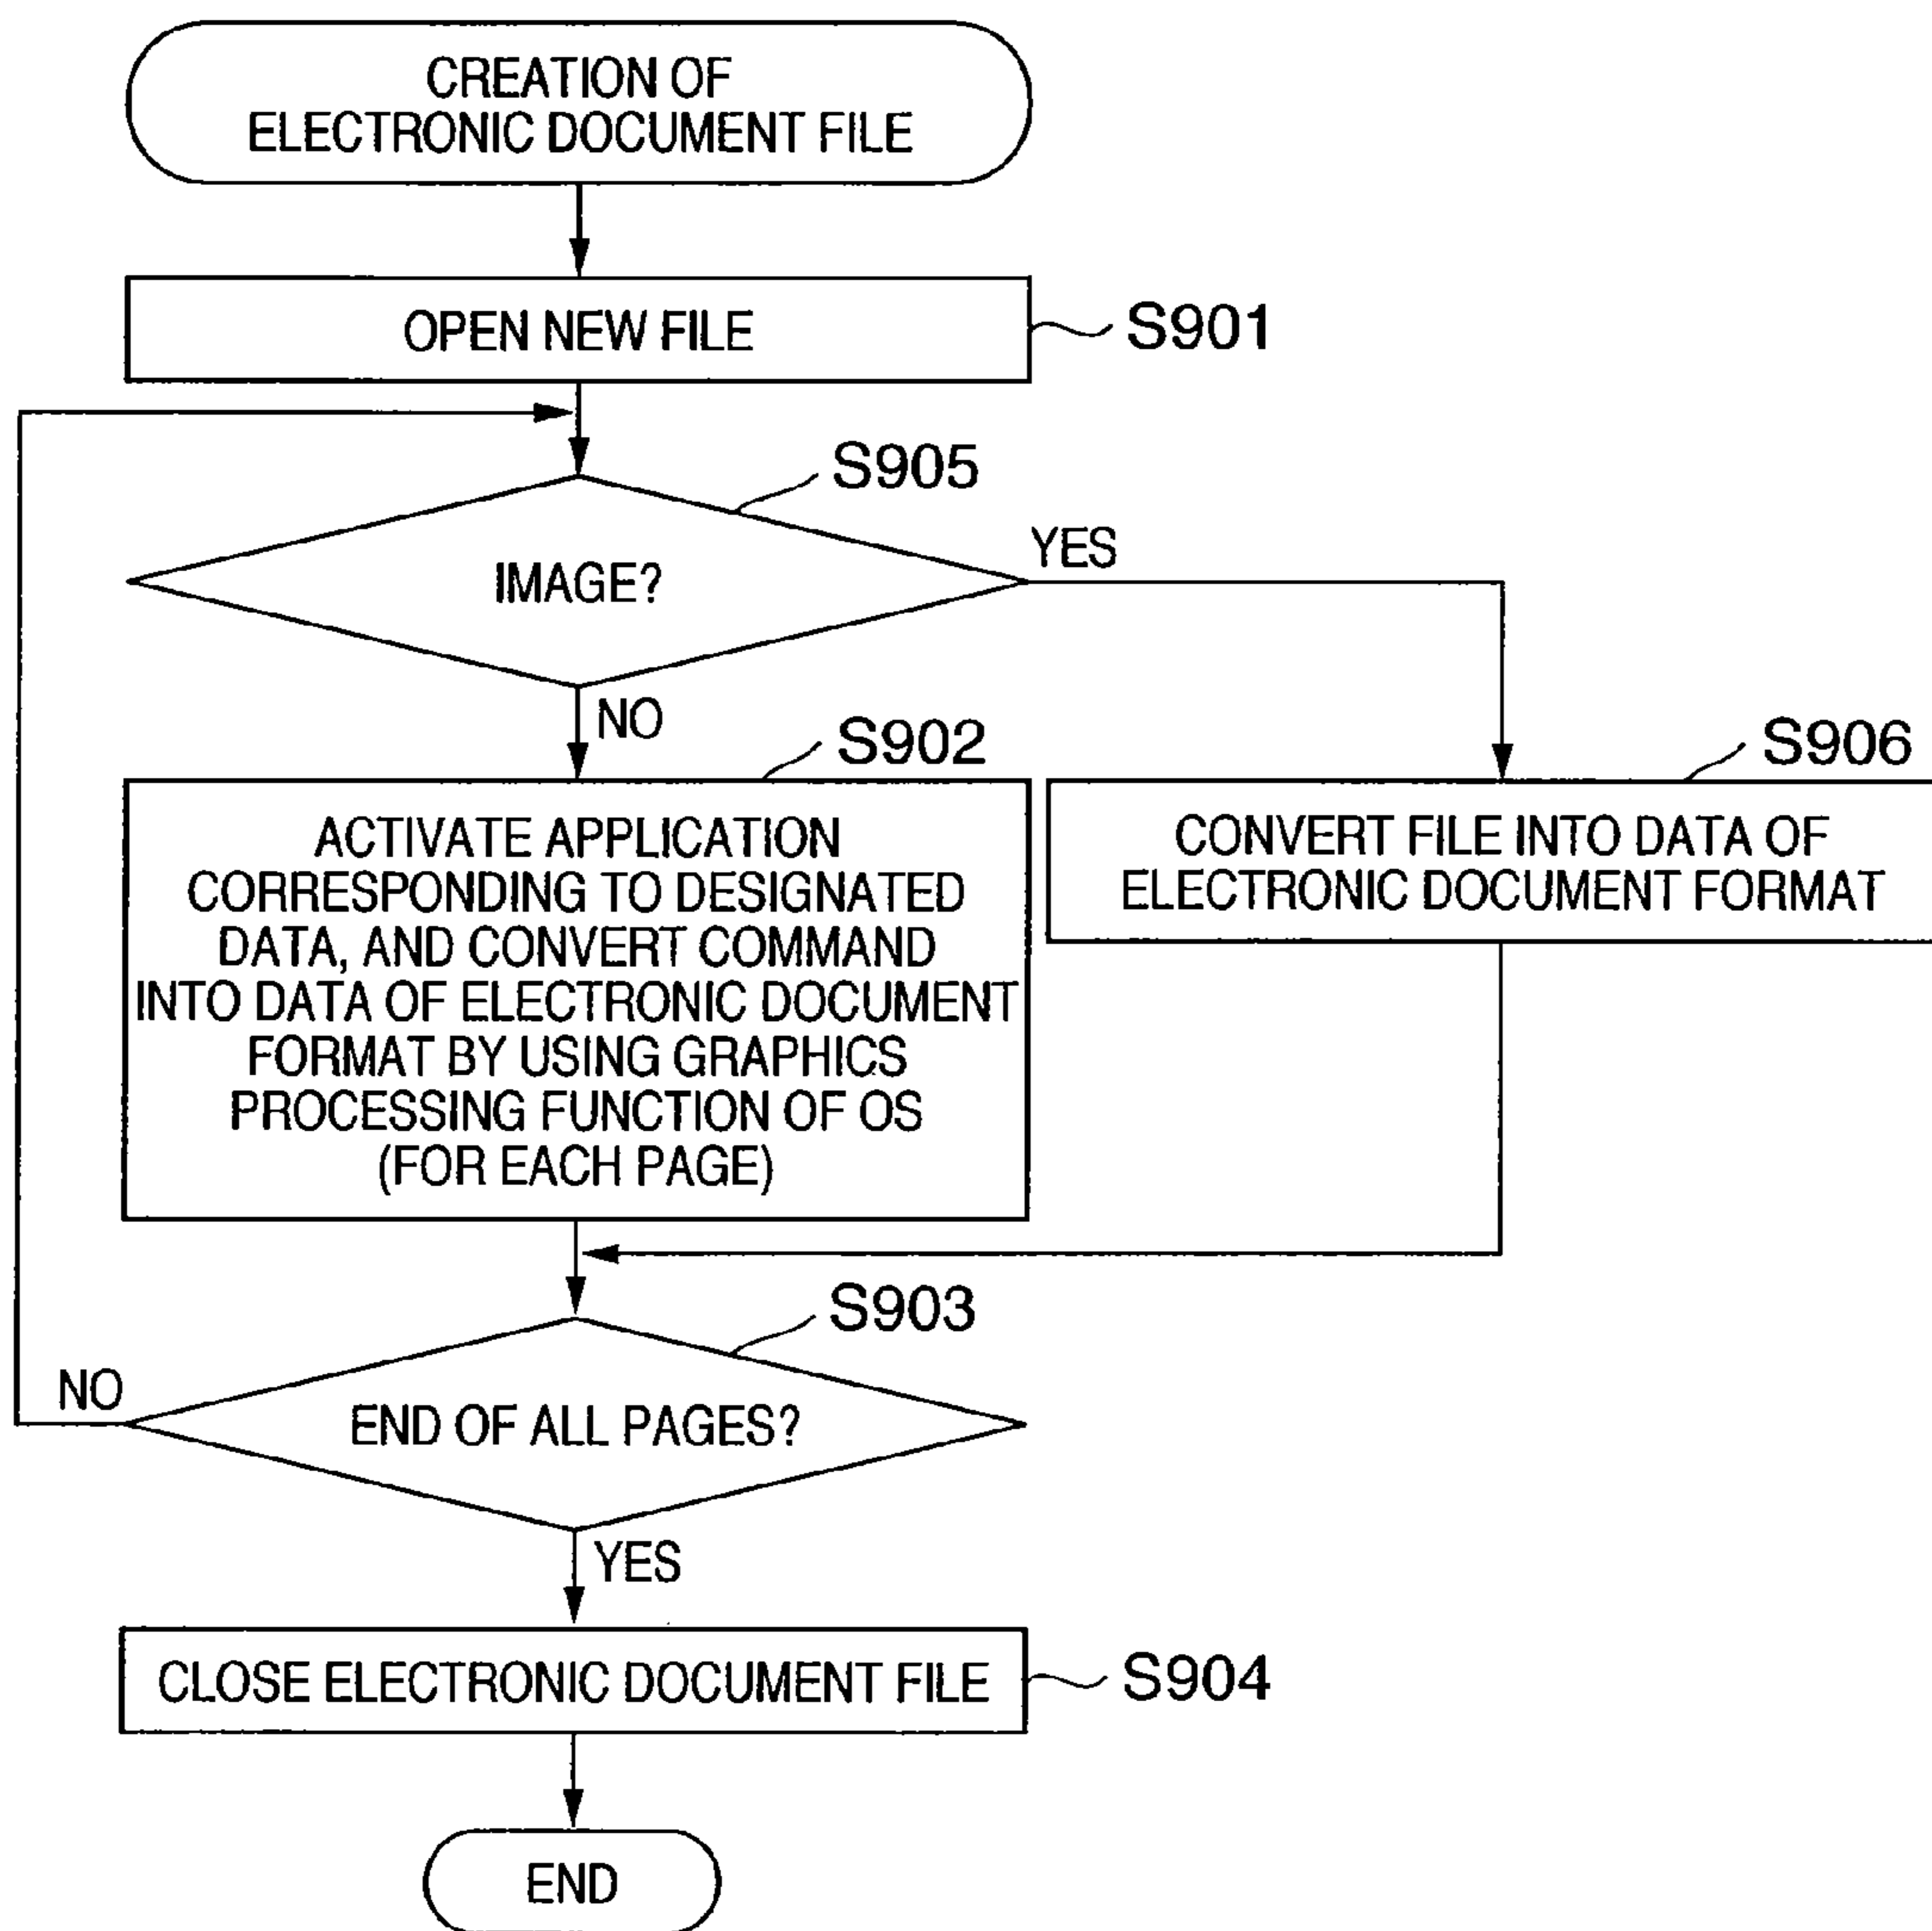 CREATION OF
ELECTRONIC DOCUMENT FILE
OPEN NEW FILE
S901
S905
IMAGE?
YES
NO
S902
ACTIVATE APPLICATION
CORRESPONDING TO DESIGNATED
DATA, AND CONVERT COMMAND
INTO DATA OF ELECTRONIC DOCUMENT
FORMAT BY USING GRAPHICS
PROCESSING FUNCTION OF OS
(FOR EACH PAGE)
S906
CONVERT FILE INTO DATA OF
ELECTRONIC DOCUMENT FORMAT
S903
NO
END OF ALL PAGES?
YES
CLOSE ELECTRONIC DOCUMENT FILE
S904
END